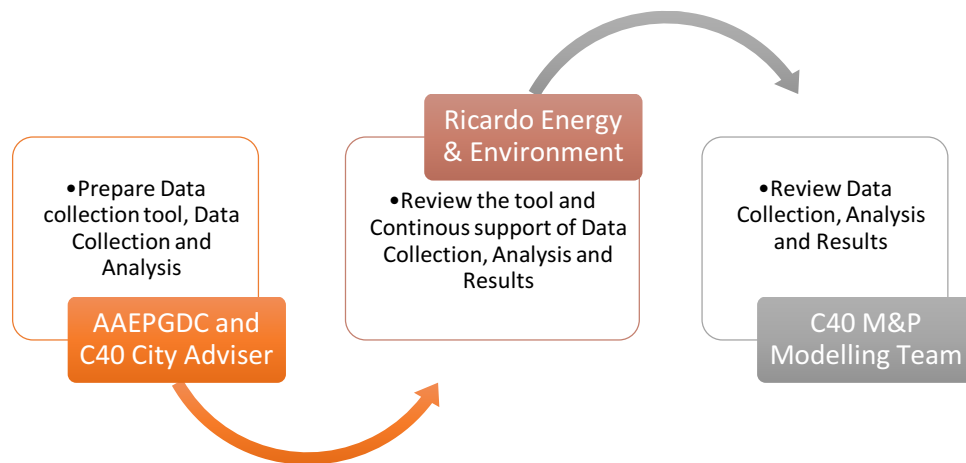 •Prepare Data
collection tool, Data
Collection and
Analysis
AAEPGDC and
C40 City Adviser
Ricardo Energy
& Environment
•Review the tool and
Continous support of Data
Collection, Analysis and
Results
•Review Data
Collection, Analysis
and Results
C40 M&P
Modelling Team